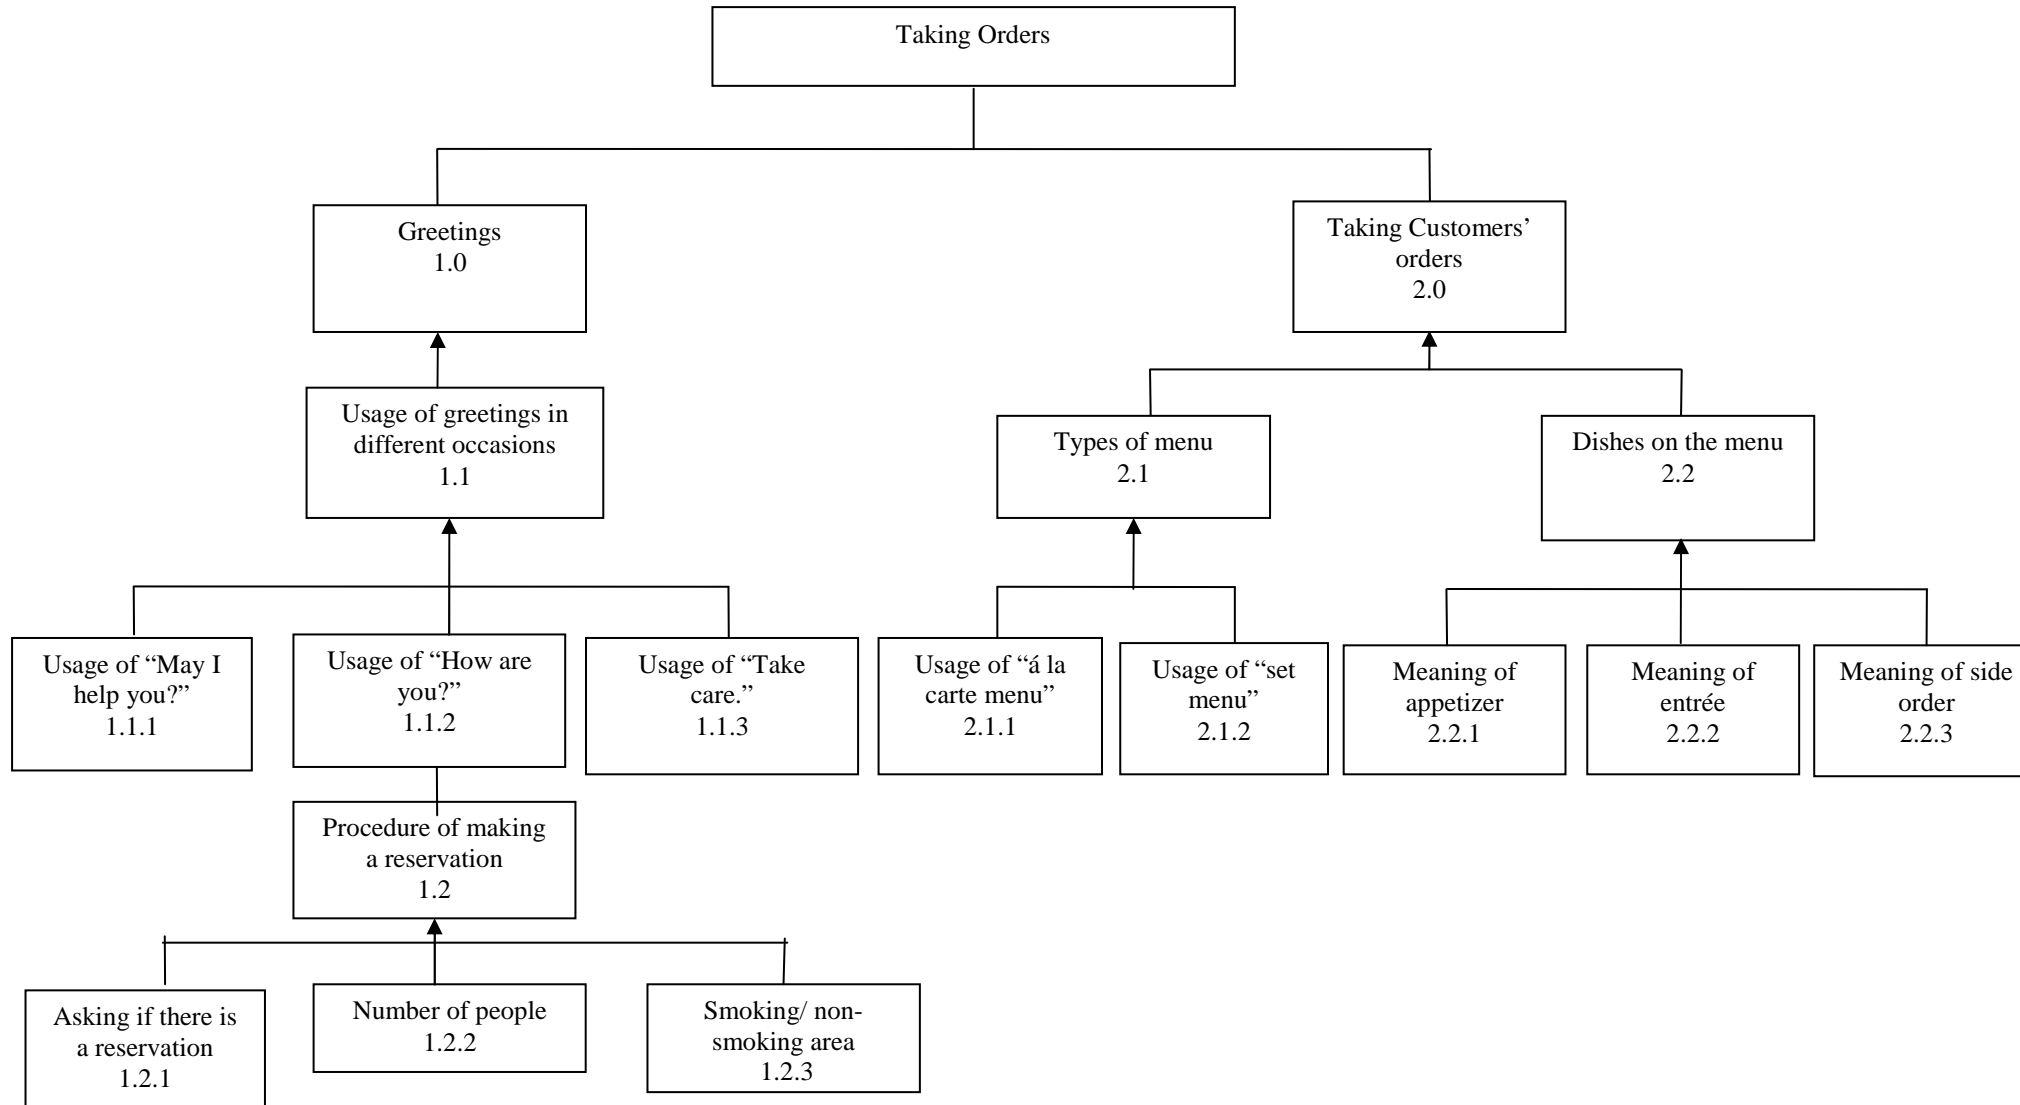 Taking Orders
Greetings
1.0
Taking Customers’
orders
2.0
Usage of greetings in
different occasions
1.1
Types of menu
2.1
Dishes on the menu
2.2
Usage of “May I
help you?”
1.1.1
Usage of “How are
you?”
1.1.2
Usage of “Take
care.”
1.1.3
Usage of “á la
carte menu”
2.1.1
Usage of “set
menu”
2.1.2
Meaning of
appetizer
2.2.1
Meaning of
entrée
2.2.2
Meaning of side
order
2.2.3
Procedure of making
a reservation
1.2
Asking if there is
a reservation
1.2.1
Number of people
1.2.2
Smoking/ non-
smoking area
1.2.3